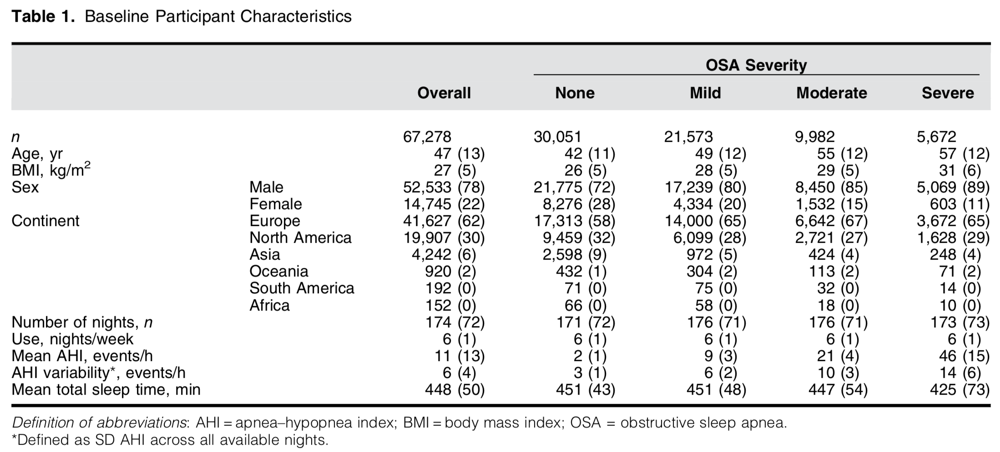 Table 1. Baseline Participant Characteristics
OSA Severity
Overall None Mild Moderate Severe
n 67,278 30,051 21,573 9,982 5,672
Age, yr 47 (13) 42 (11) 49 (12) 55 (12) 57 (12)
BMI, kg/m² 27 (5) 26 (5) 28 (5) 29 (5) 31 (6)
Sex Male 52,533 (78) 21,775 (72) 17,239 (80) 8,450 (85) 5,069 (89)
Female 14,745 (22) 8,276 (28) 4,334 (20) 1,532 (15) 603 (11)
Continent Europe 41,627 (62) 17,313 (58) 14,000 (65) 6,642 (67) 3,672 (65)
North America 19,907 (30) 9,459 (32) 6,099 (28) 2,721 (27) 1,628 (29)
Asia 4,242 (6) 2,598 (9) 972 (5) 424 (4) 248 (4)
Oceania 920 (2) 432 (1) 304 (2) 113 (2) 71 (2)
South America 192 (0) 71 (0) 75 (0) 32 (0) 14 (0)
Africa 152 (0) 66 (0) 58 (0) 18 (0) 10 (0)
Number of nights, n 174 (72) 171 (72) 176 (71) 176 (71) 173 (73)
Use, nights/week 6 (1) 6 (1) 6 (1) 6 (1) 6 (1)
Mean AHI, events/h 11 (13) 2 (1) 9 (3) 21 (4) 46 (15)
AHI variability*, events/h 6 (4) 3 (1) 6 (2) 10 (3) 14 (6)
Mean total sleep time, min 448 (50) 451 (43) 451 (48) 447 (54) 425 (73)
Definition of abbreviations: AHI = apnea–hypopnea index; BMI = body mass index; OSA = obstructive sleep apnea.
*Defined as SD AHI across all available nights.